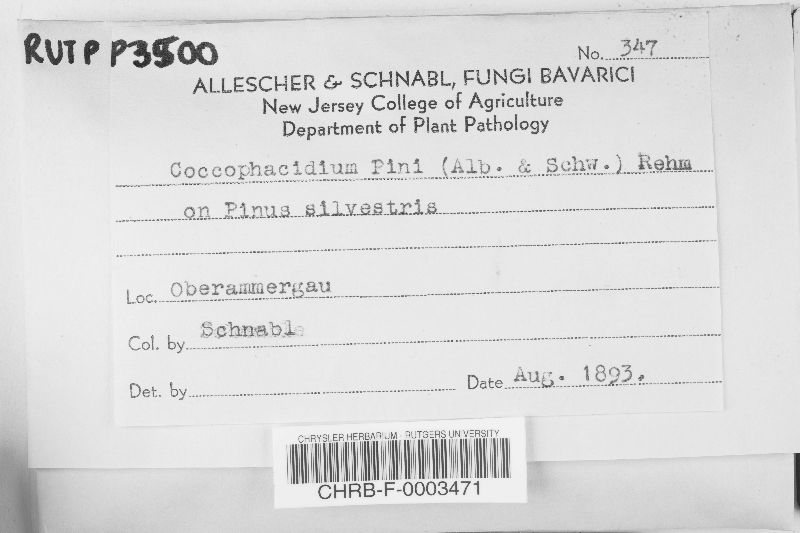 RUTP P3500
No. 347
ALLESCHER & SCHNABL, FUNGI BAVARICI
New Jersey College of Agriculture
Department of Plant Pathology
Coccophacidium Pini (Alb. & Schw.) Rehm
on Pinus silvestris
Loc. Oberammergau
Col. by Schnabl
Det. by
Date Aug. 1893.
CHRYSLER HERBARIUM - RUTGERS UNIVERSITY
CHRB-F-0003471